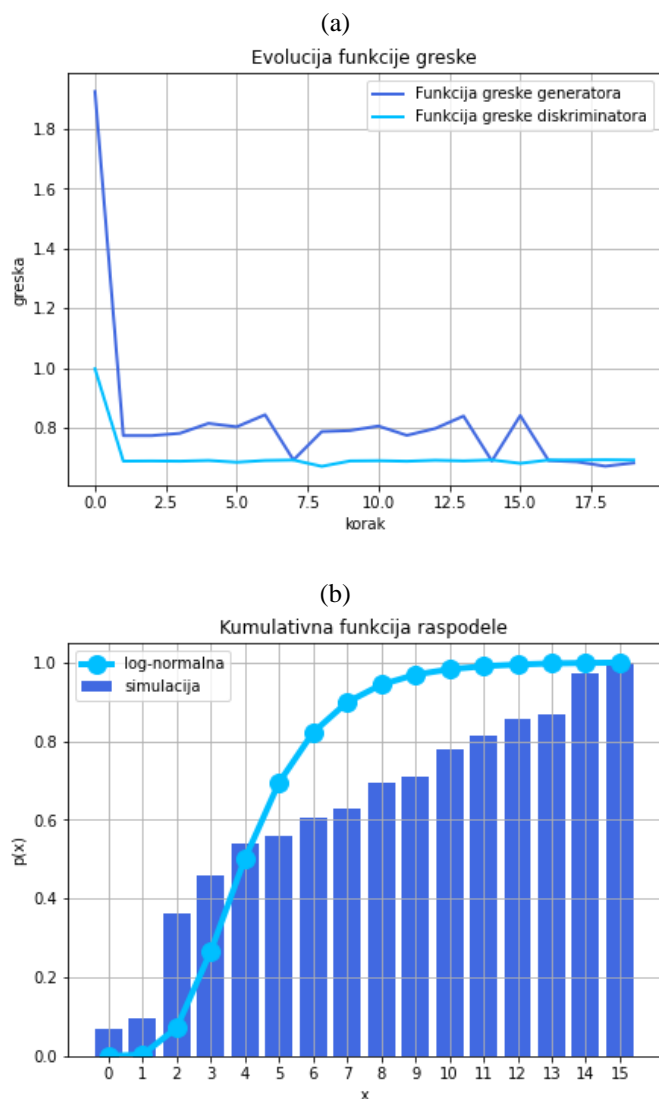 (a)
Evolucija funkcije greske
Funkcija greske generatora
Funkcija greske diskriminatora
greska
1.8
1.6
1.4
1.2
1.0
0.8
0.0 2.5 5.0 7.5 10.0 12.5 15.0 17.5
korak
(b)
Kumulativna funkcija raspodele
log-normalna
simulacija
p(x)
1.0
0.8
0.6
0.4
0.2
0.0
0 1 2 3 4 5 6 7 8 9 10 11 12 13 14 15
x